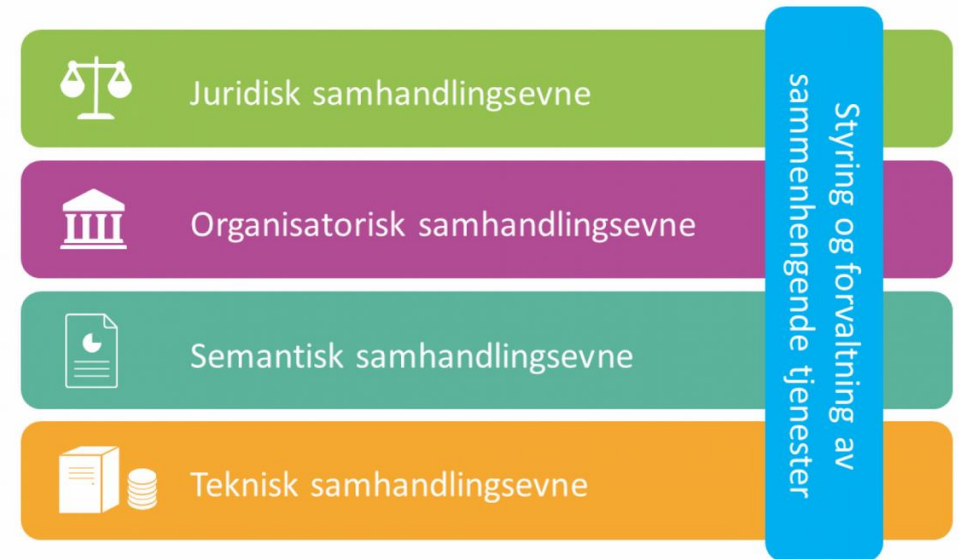 Juridisk samhandlingsevne
Organisatorisk samhandlingsevne
Semantisk samhandlingsevne
Teknisk samhandlingsevne
Styring og forvaltning av
sammenhengende tjenester